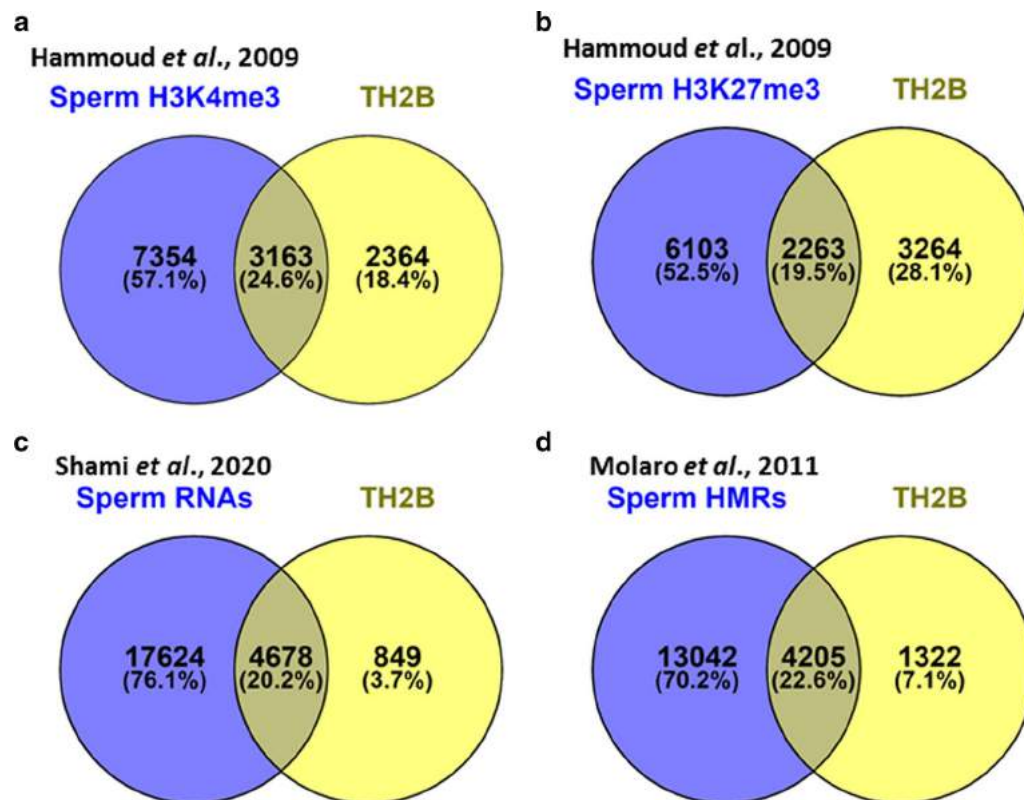 a
Hammoud et al., 2009
Sperm H3K4me3 TH2B
7354 3163 2364
(57.1%) (24.6%) (18.4%)
b
Hammoud et al., 2009
Sperm H3K27me3 TH2B
6103 2263 3264
(52.5%) (19.5%) (28.1%)
c
Shami et al., 2020
Sperm RNAs TH2B
17624 4678 849
(76.1%) (20.2%) (3.7%)
d
Molaro et al., 2011
Sperm HMRs TH2B
13042 4205 1322
(70.2%) (22.6%) (7.1%)